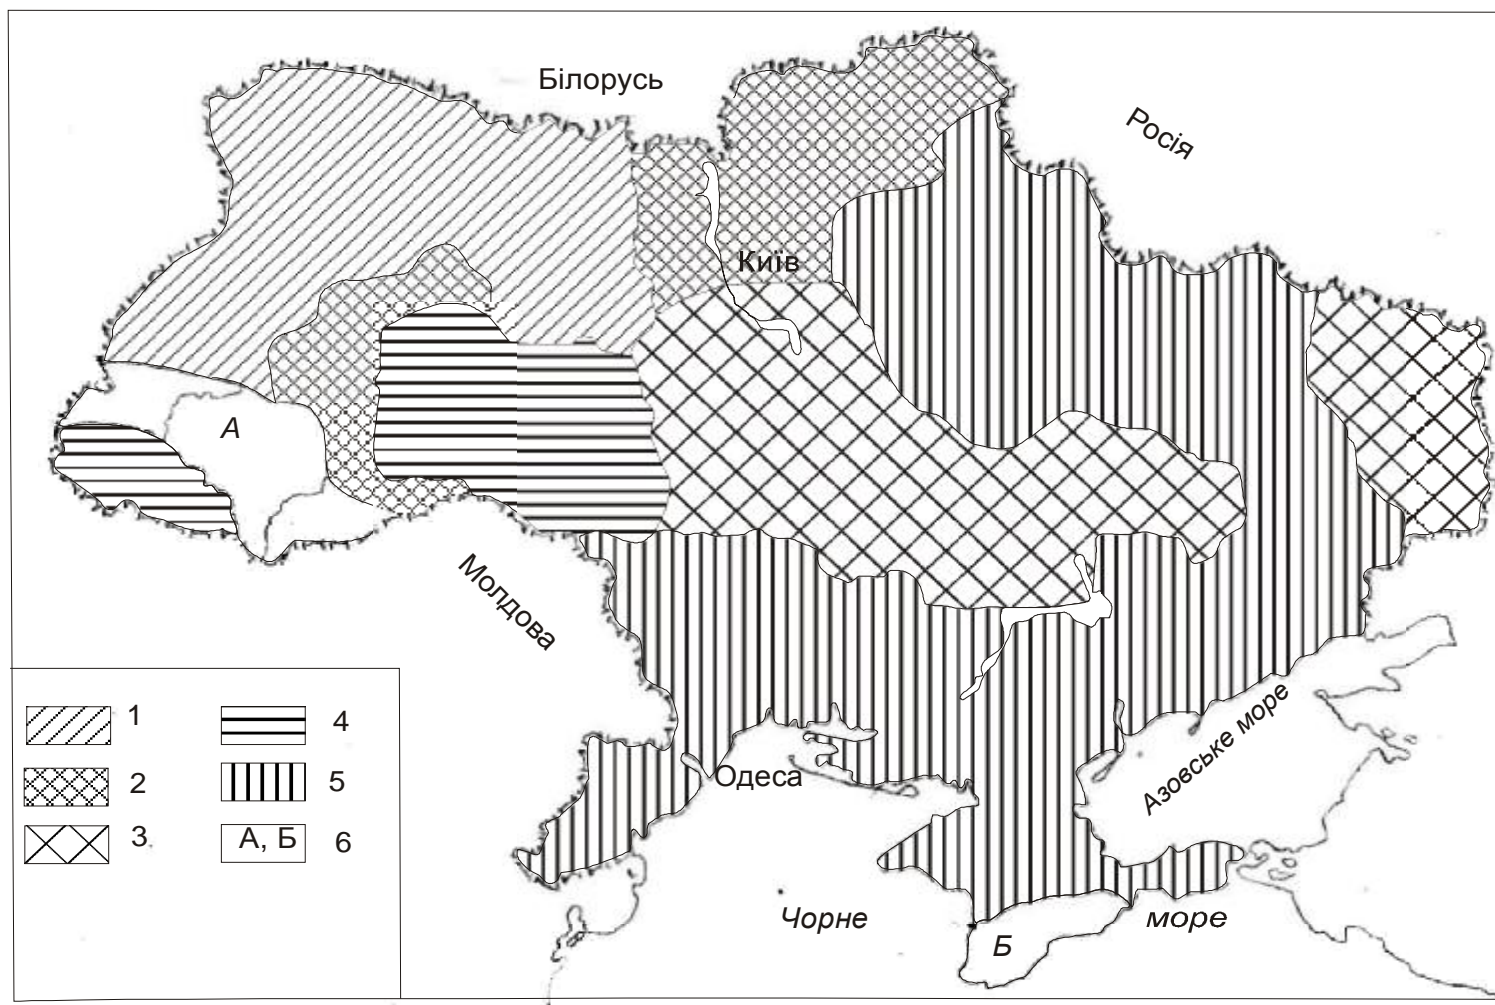 Білорусь
Росія
Київ
А
Молдова
Одеса
Азовське море
Чорне море
Б
1
2
3
4
5
А, Б 6